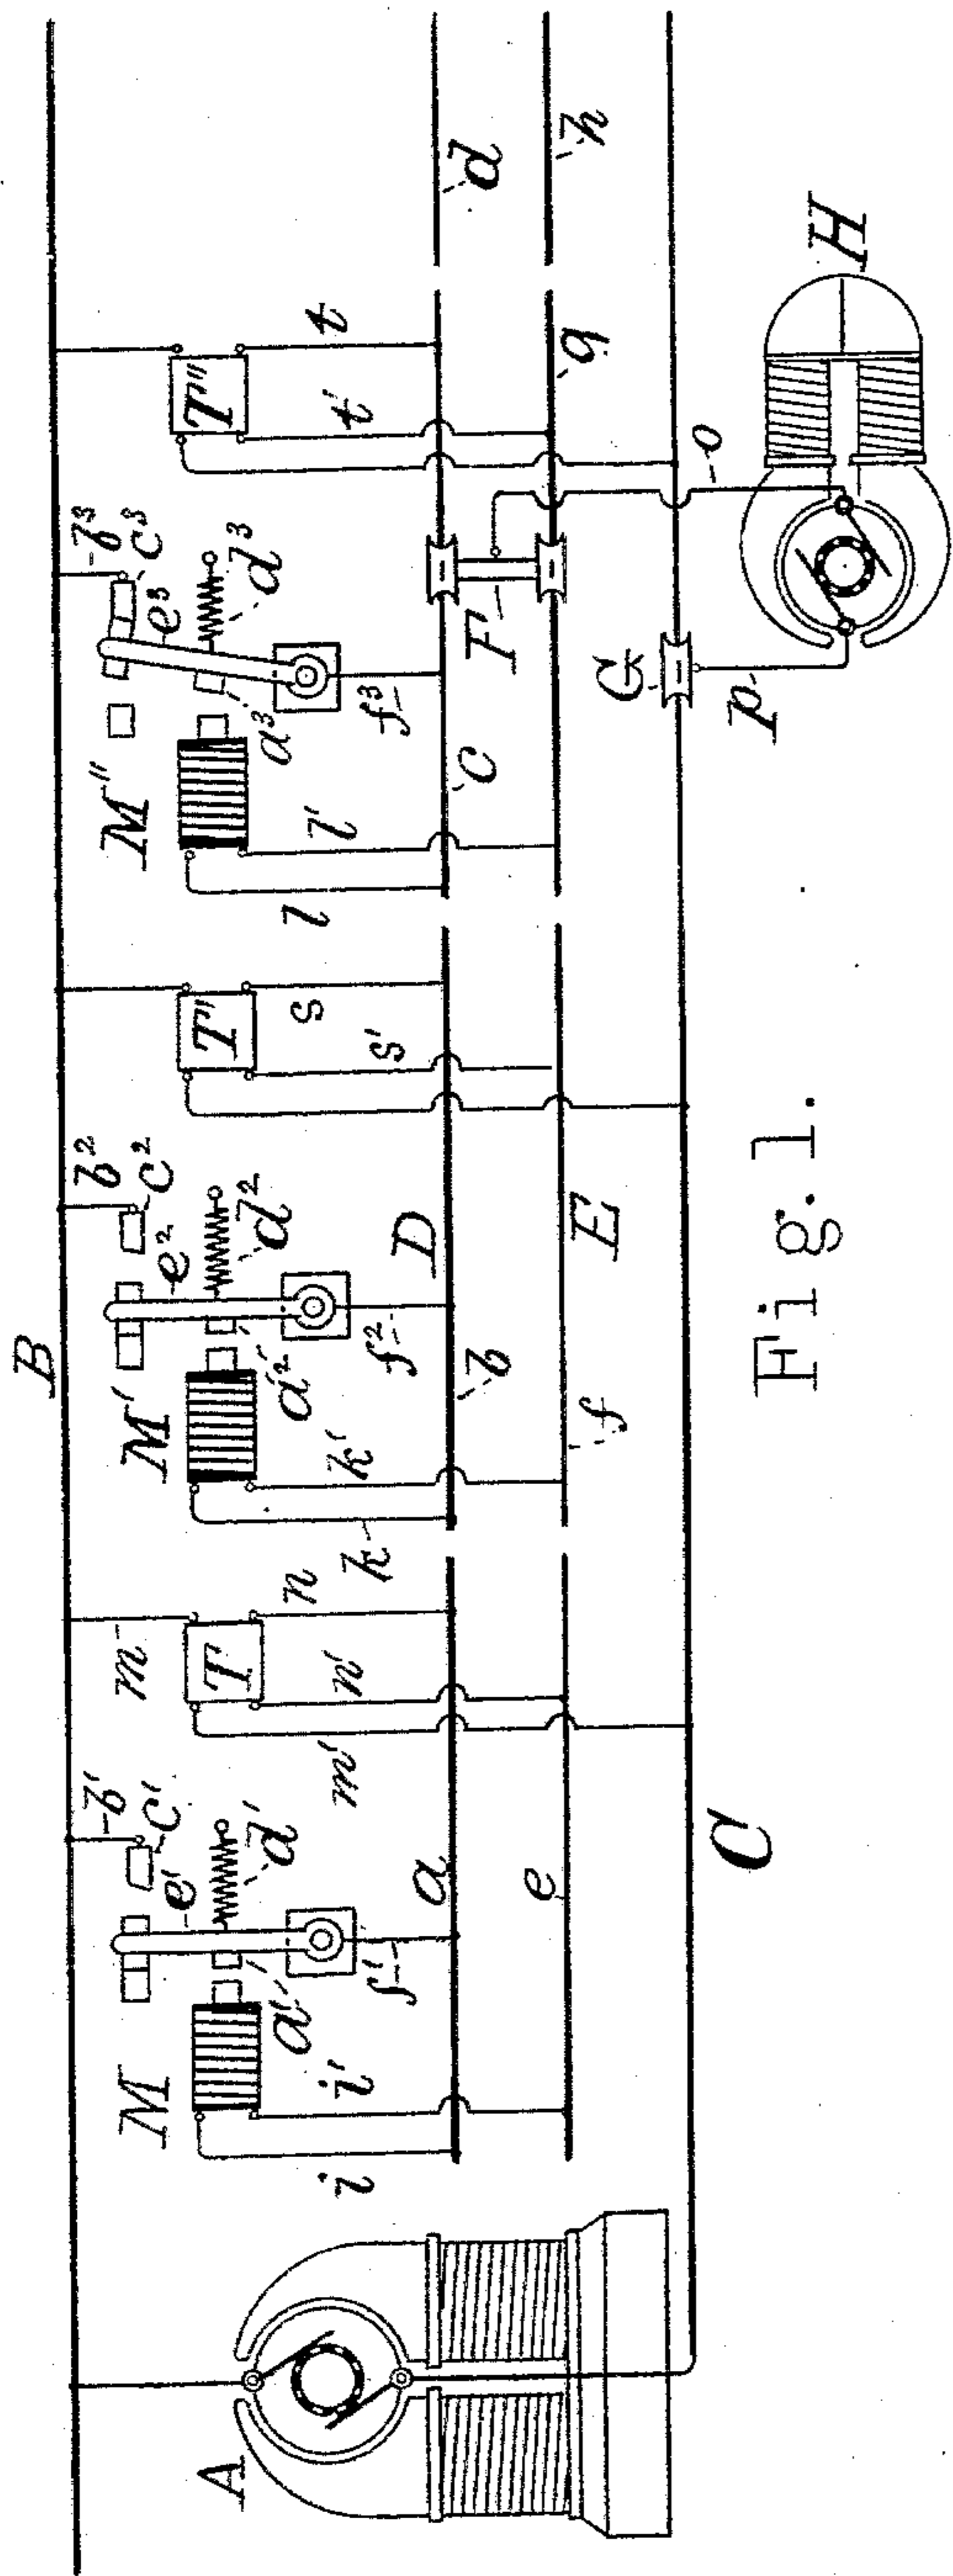 B
b'
c'
e'
d'
a'
f'
M
i
i'
m
T
n
n'
m'
a
e
A
C
b²
c²
e²
d²
a²
f²
M'
k
k'
D
b
E
f
T'
s
s'
b³
c³
e³
d³
a³
f³
M"
l
l'
c
F
T"
t
t'
g
d
h
G
p
o
H
Fig. 1.